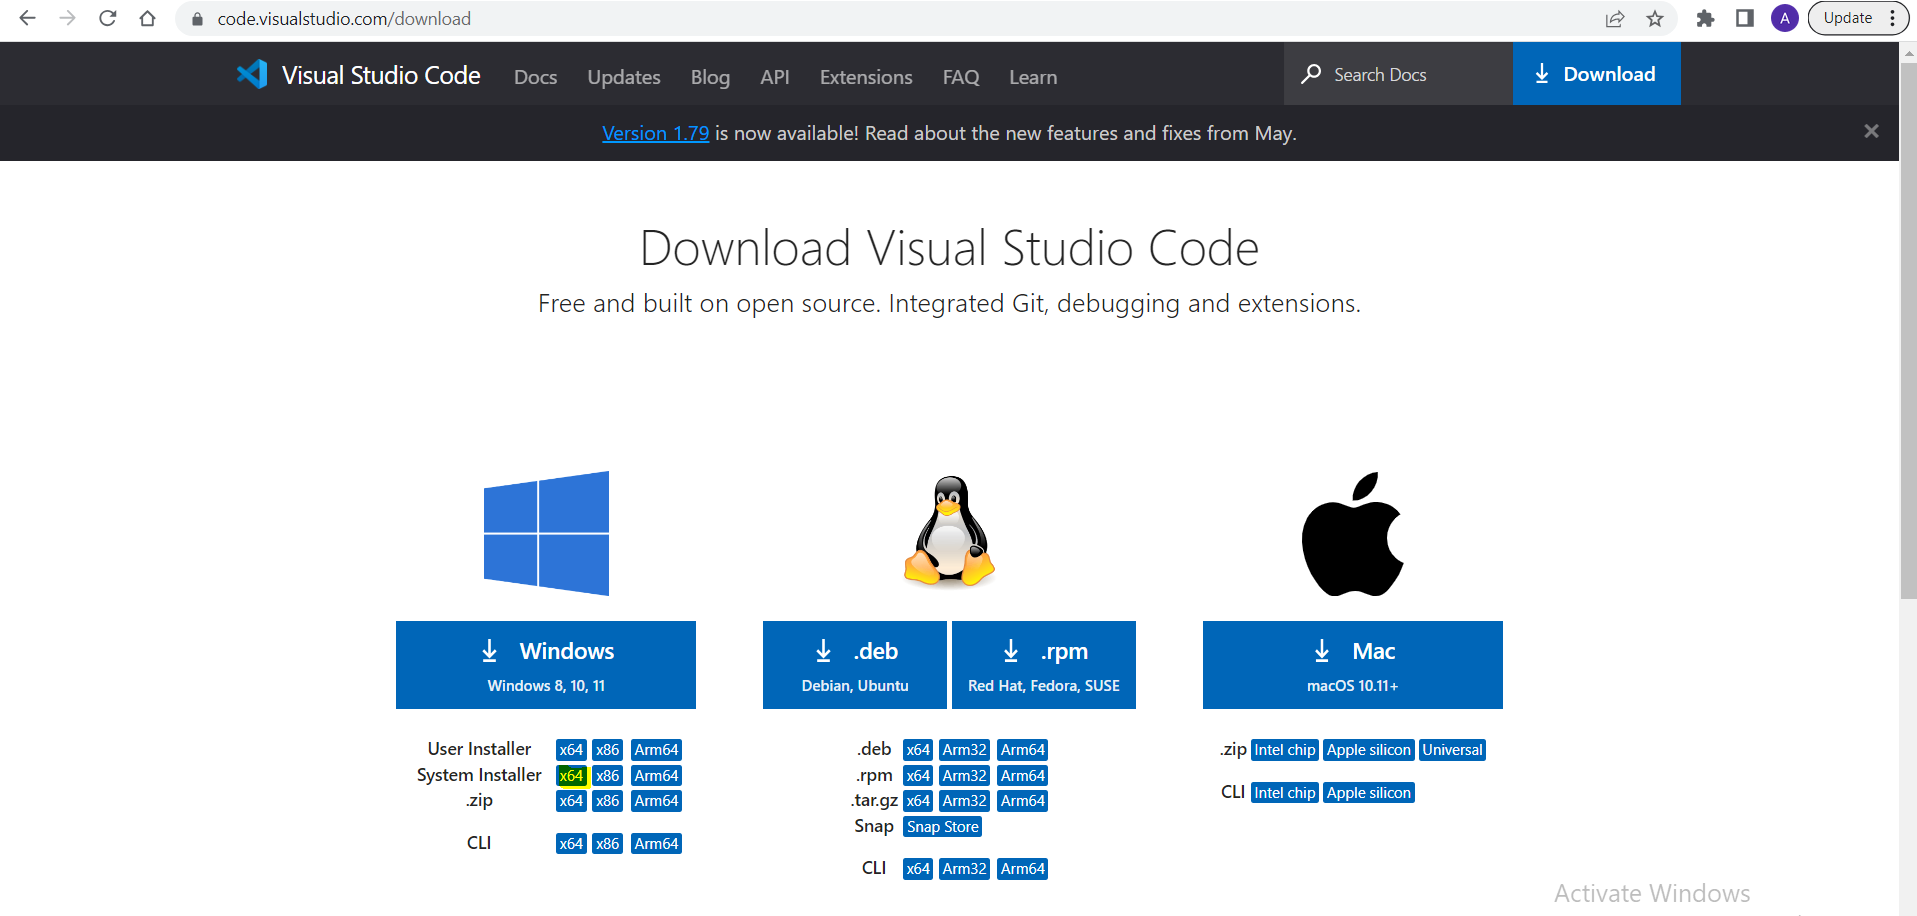 code.visualstudio.com/download
A
Update
Visual Studio Code Docs Updates Blog API Extensions FAQ Learn Search Docs Download
Version 1.79 is now available! Read about the new features and fixes from May.
Download Visual Studio Code
Free and built on open source. Integrated Git, debugging and extensions.
Windows
Windows 8, 10, 11
User Installer x64 x86 Arm64
System Installer x64 x86 Arm64
.zip x64 x86 Arm64
CLI x64 x86 Arm64
.deb
Debian, Ubuntu
.rpm
Red Hat, Fedora, SUSE
.deb x64 Arm32 Arm64
.rpm x64 Arm32 Arm64
.tar.gz x64 Arm32 Arm64
Snap Snap Store
CLI x64 Arm32 Arm64
Mac
macOS 10.11+
.zip Intel chip Apple silicon Universal
CLI Intel chip Apple silicon
Activate Windows